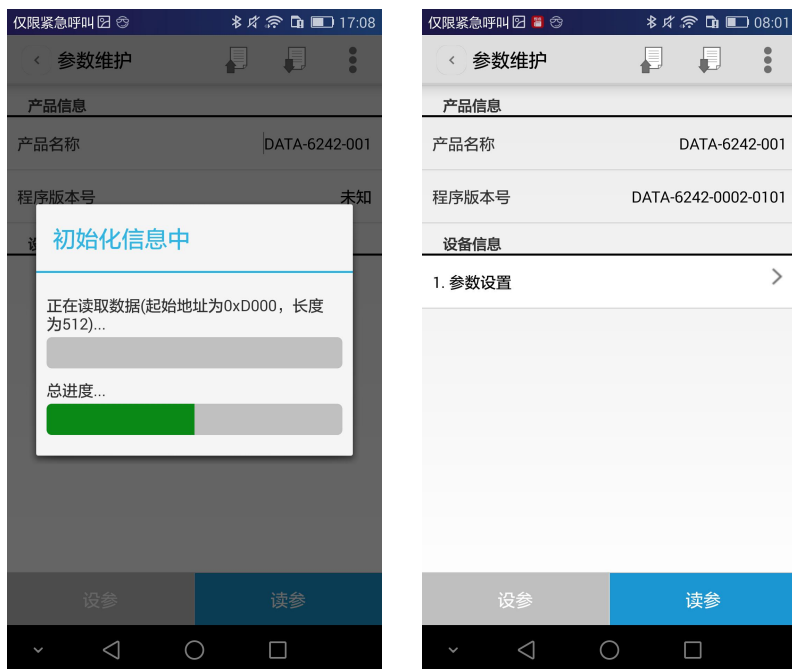 仅限紧急呼叫 17:08
参数维护
产品信息
产品名称 DATA-6242-001
程序版本号 未知
设
初始化信息中
正在读取数据(起始地址为0xD000，长度
为512)...
总进度...
设参 读参
仅限紧急呼叫 08:01
参数维护
产品信息
产品名称 DATA-6242-001
程序版本号 DATA-6242-0002-0101
设备信息
1. 参数设置
设参 读参